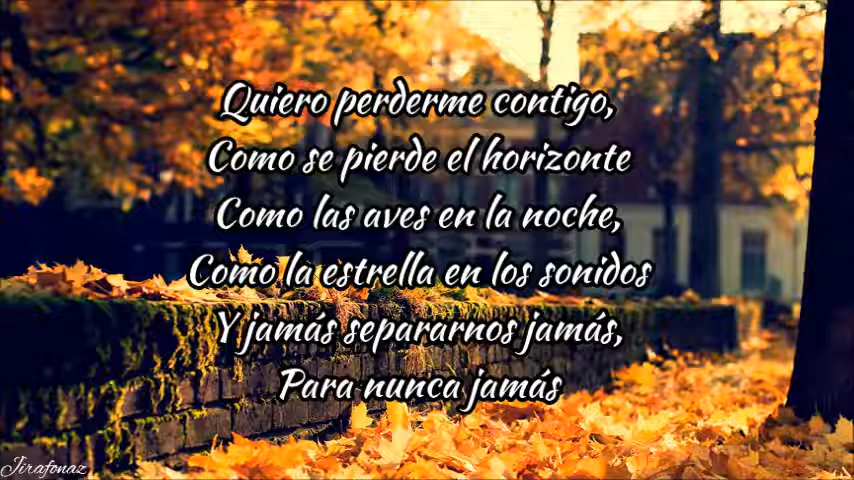 Quiero perderme contigo,
Como se pierde el horizonte
Como las aves en la noche,
Como la estrella en los sonidos
Y jamás separarnos jamás,
Para nunca jamás
Jirafonaz